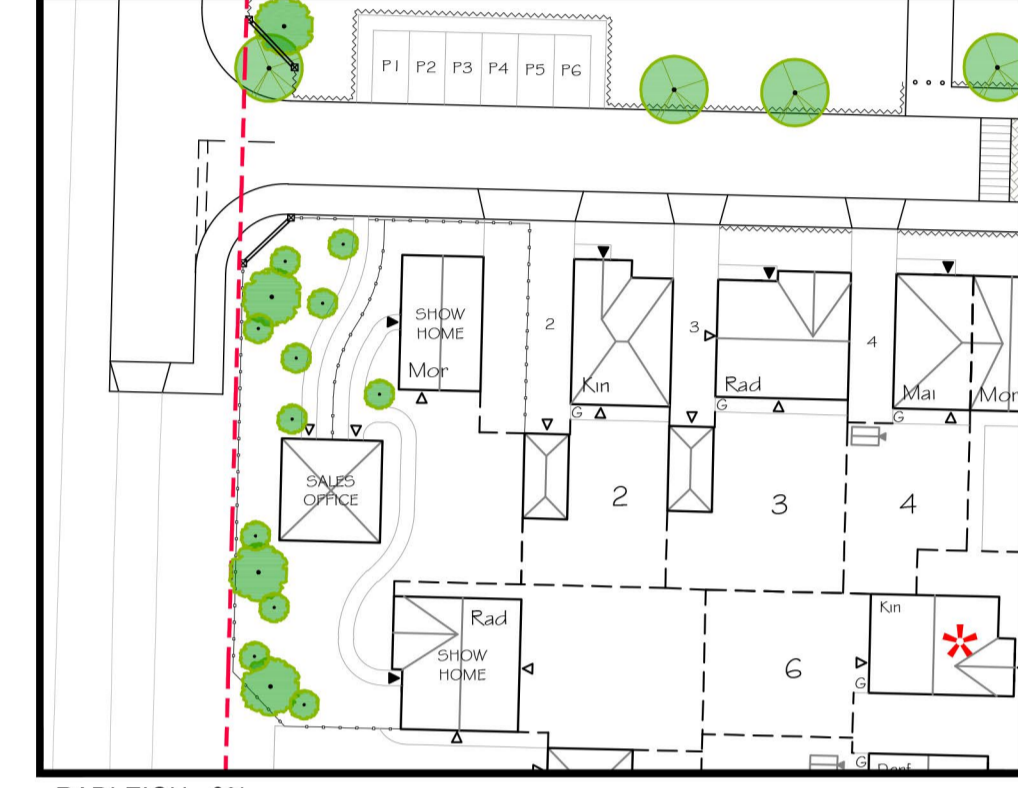 P1 P2 P3 P4 P5 P6
SHOW
HOME
Mor
2
Kin
3
Rad
4
Mai
Mor
G
G
G
SALES
OFFICE
2
3
4
Rad
SHOW
HOME
6
Kin
G
G